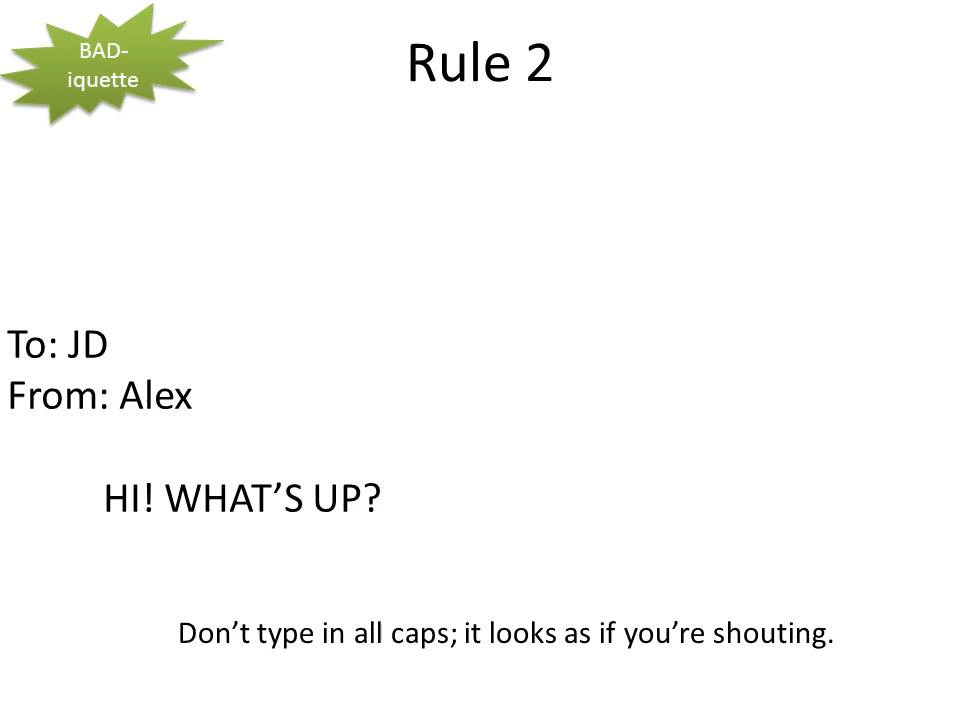 BAD-
iquette
Rule 2
To: JD
From: Alex
HI! WHAT’S UP?
Don’t type in all caps; it looks as if you’re shouting.